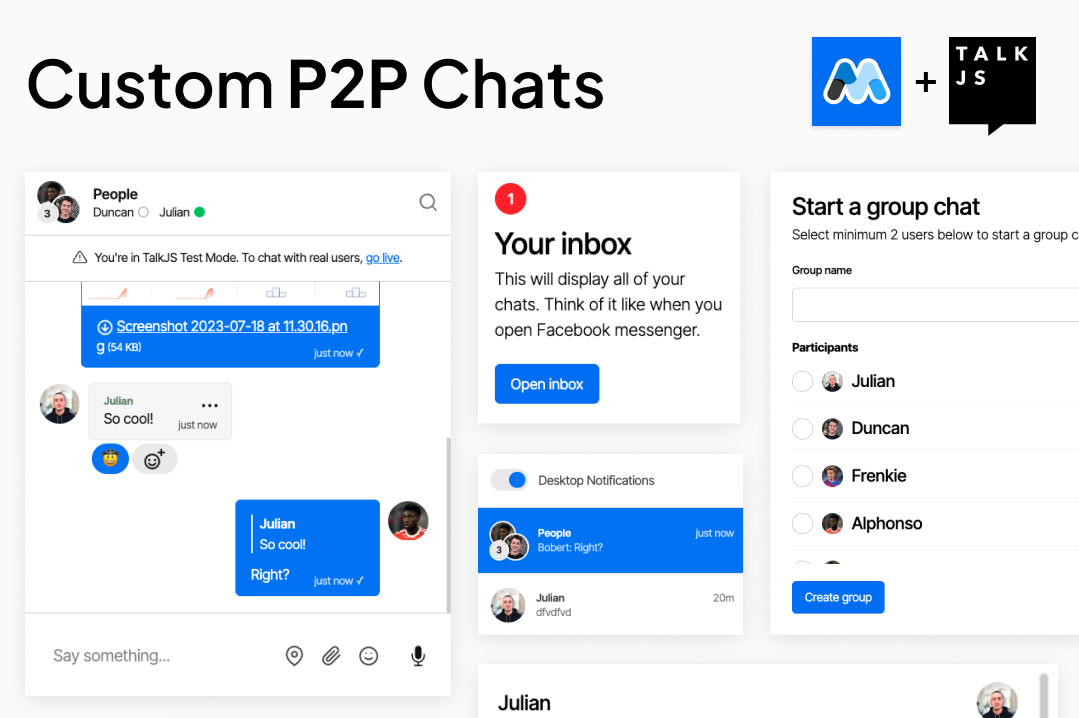 Custom P2P Chats
+
TALK
JS
People
Duncan Julian
3
You're in TalkJS Test Mode. To chat with real users, go live.
Screenshot 2023-07-18 at 11.30.16.pn
g (54 KB)
just now ✓
Julian
So cool!
just now
Julian
So cool!
Right?
just now ✓
Say something...
1
Your inbox
This will display all of your
chats. Think of it like when you
open Facebook messenger.
Open inbox
Desktop Notifications
People just now
Bobert: Right?
3
Julian 20m
dfvdfvd
Start a group chat
Select minimum 2 users below to start a group c
Group name
Participants
Julian
Duncan
Frenkie
Alphonso
Create group
Julian